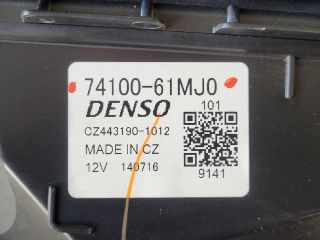 74100-61MJ0
DENSO
101
CZ443190-1012
MADE IN CZ
12V 140716
9141